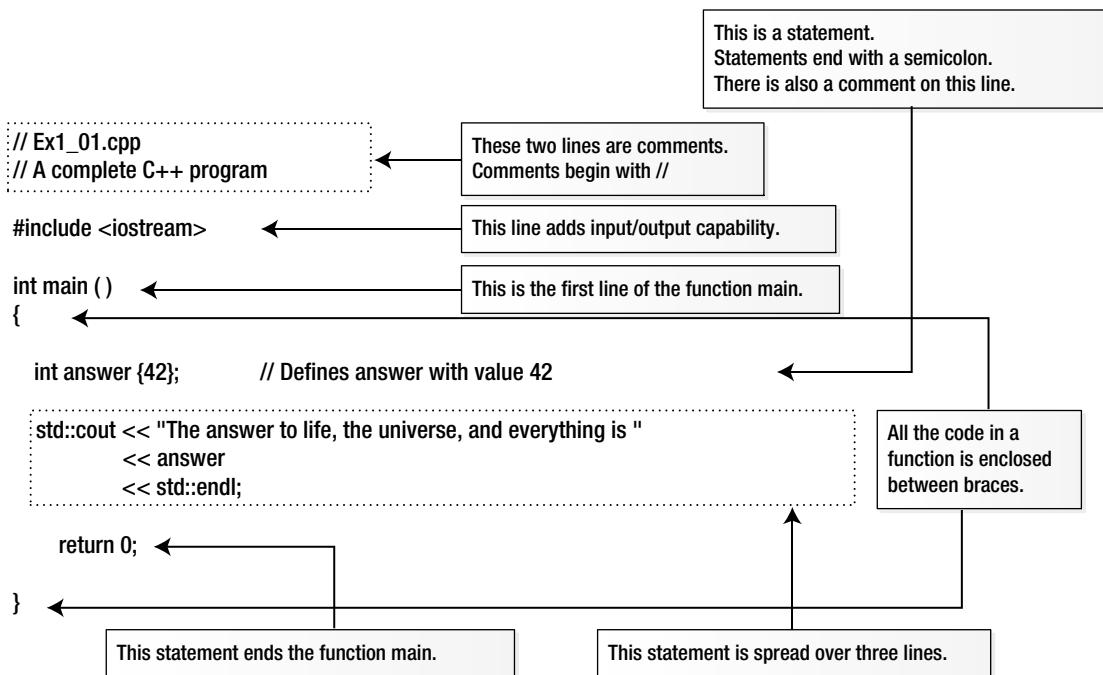 This is a statement.
Statements end with a semicolon.
There is also a comment on this line.
// Ex1_01.cpp
// A complete C++ program
These two lines are comments.
Comments begin with //
#include <iostream>
This line adds input/output capability.
int main ( )
This is the first line of the function main.
{
int answer {42};          // Defines answer with value 42
std::cout << "The answer to life, the universe, and everything is "
<< answer
<< std::endl;
All the code in a
function is enclosed
between braces.
return 0;
}
This statement ends the function main.
This statement is spread over three lines.